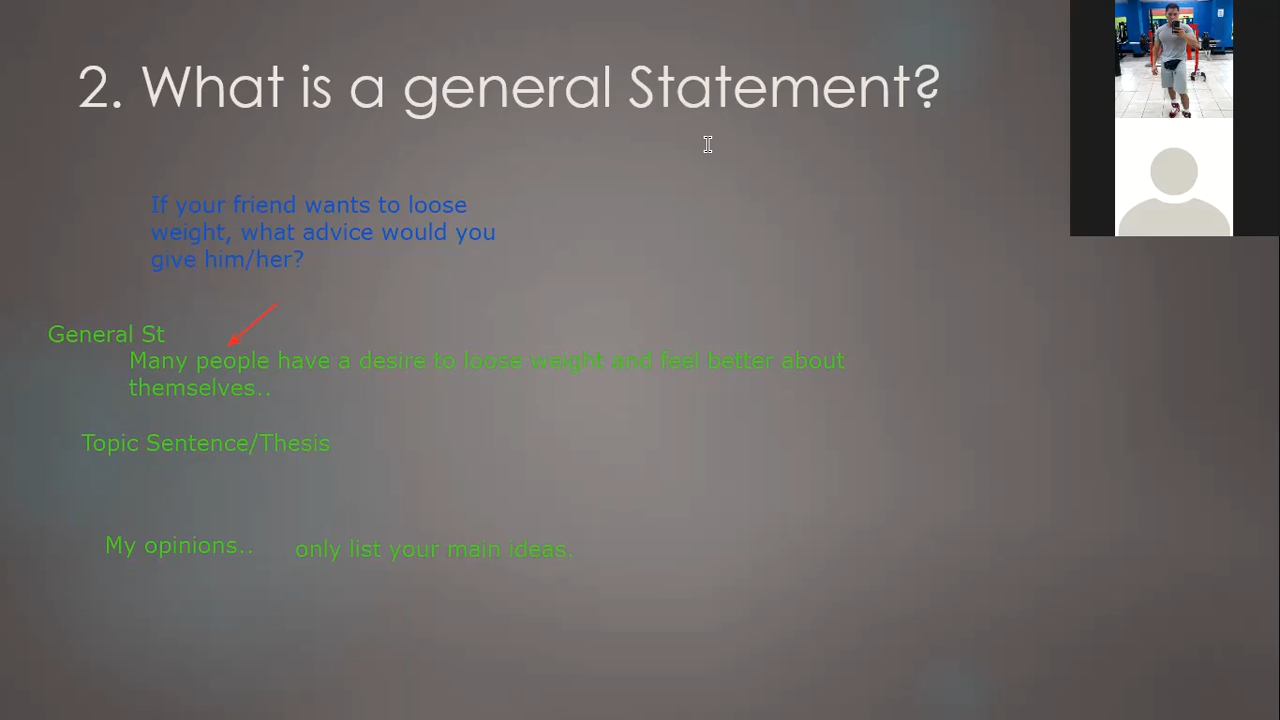 2. What is a general Statement?
If your friend wants to loose
weight, what advice would you
give him/her?
General St
Many people have a desire to loose weight and feel better about
themselves..
Topic Sentence/Thesis
My opinions.. only list your main ideas.